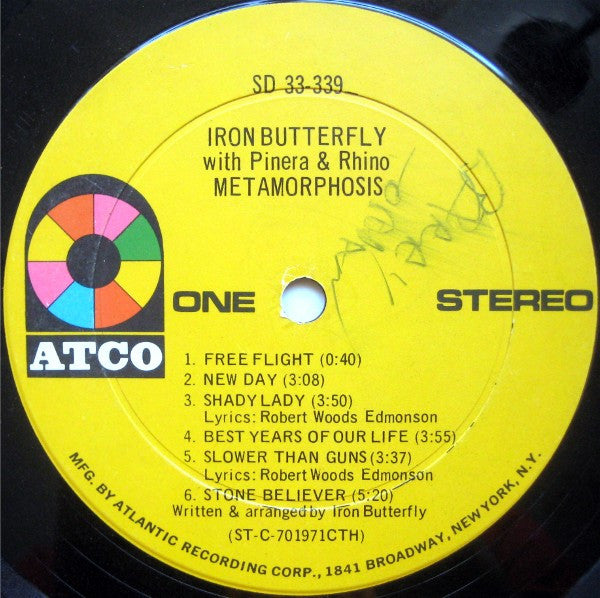 SD 33-339
IRON BUTTERFLY
with Pinera & Rhino
METAMORPHOSIS
ATCO
ONE
STEREO
1. FREE FLIGHT (0:40)
2. NEW DAY (3:08)
3. SHADY LADY (3:50)
Lyrics: Robert Woods Edmonson
4. BEST YEARS OF OUR LIFE (3:55)
5. SLOWER THAN GUNS (3:37)
Lyrics: Robert Woods Edmonson
6. STONE BELIEVER (5:20)
Written & arranged by Iron Butterfly
(ST-C-701971CTH)
MFG. BY ATLANTIC RECORDING CORP., 1841 BROADWAY, NEW YORK, N.Y.